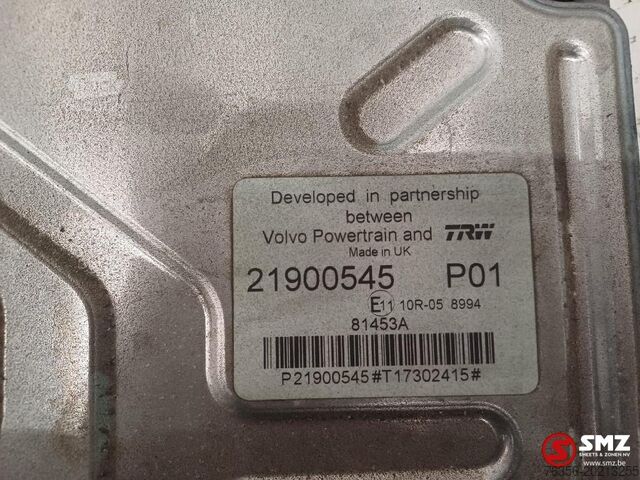 Developed in partnership
between
Volvo Powertrain and TRW
Made in UK
21900545 P01
E11 10R-05 8994
81453A
P21900545#T17302415#
SMZ
SMEETS & ZONEN NV
www.smz.be